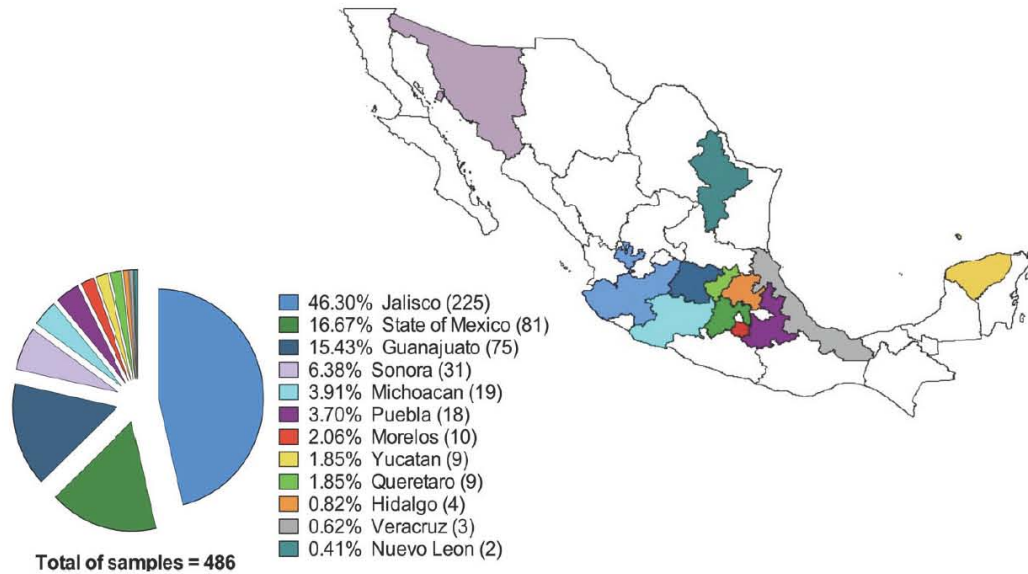 46.30% Jalisco (225)
16.67% State of Mexico (81)
15.43% Guanajuato (75)
6.38% Sonora (31)
3.91% Michoacan (19)
3.70% Puebla (18)
2.06% Morelos (10)
1.85% Yucatan (9)
1.85% Queretaro (9)
0.82% Hidalgo (4)
0.62% Veracruz (3)
0.41% Nuevo Leon (2)
Total of samples = 486